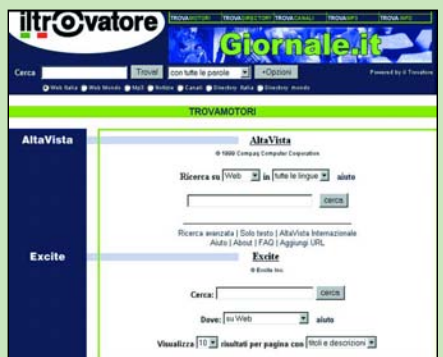 iltrovatore
TROVAMOTORI TROVADIRECTORY TROVACANALI TROVAMP3 TROVA INFO
Giornale.it
Cerca Trova! con tutte le parole +Opzioni Powered by il Trovatore
Web Italia Web Mondo Mp3 Notizie Canali Directory Italia Directory mondo
TROVAMOTORI
AltaVista
AltaVista
© 1999 Compaq Computer Corporation
Ricerca su Web in tutte le lingue aiuto
cerca
Ricerca avanzata | Solo testo | AltaVista Internazionale
Aiuto | About | FAQ | Aggiungi URL
Excite
Excite
© Excite Inc.
Cerca: cerca
Dove: su Web aiuto
Visualizza 10 risultati per pagina con titoli e descrizioni